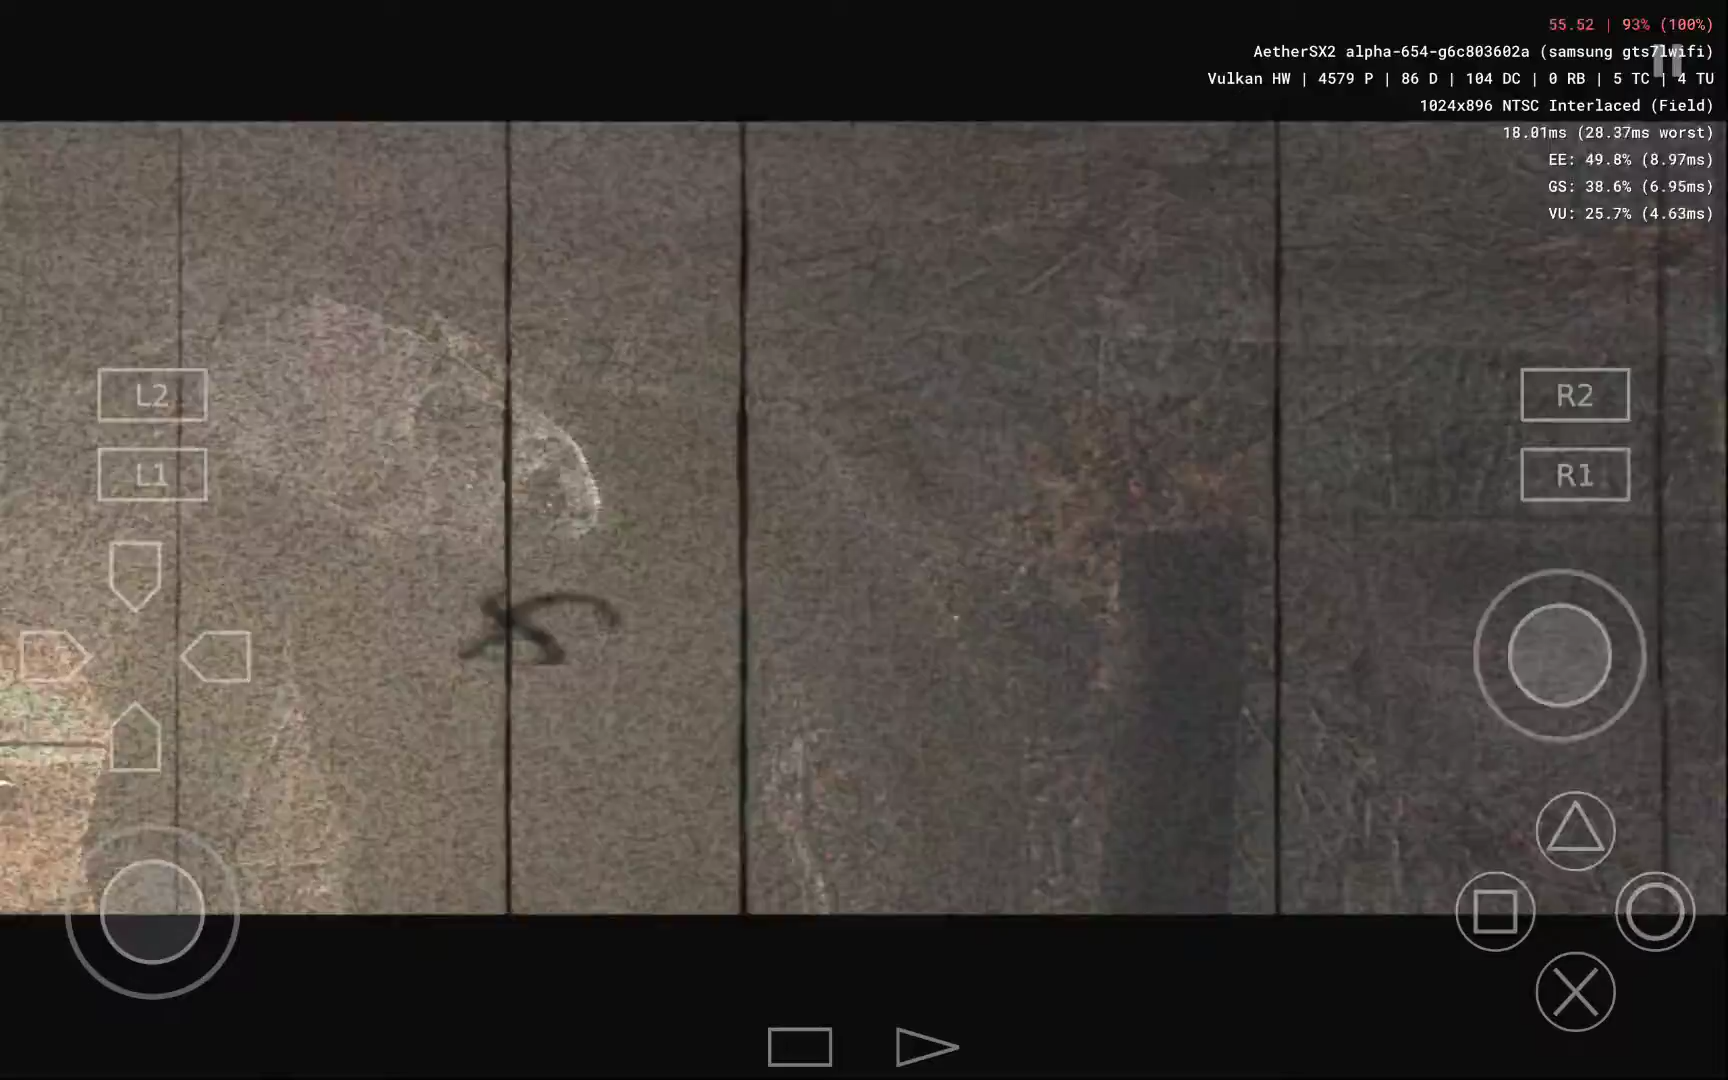 55.52 | 93% (100%)
AetherSX2 alpha-654-g6c803602a (samsung gts7lwifi)
Vulkan HW | 4579 P | 86 D | 104 DC | 0 RB | 5 TC | 4 TU
1024x896 NTSC Interlaced (Field)
18.01ms (28.37ms worst)
EE: 49.8% (8.97ms)
GS: 38.6% (6.95ms)
VU: 25.7% (4.63ms)
L2
R2
L1
R1